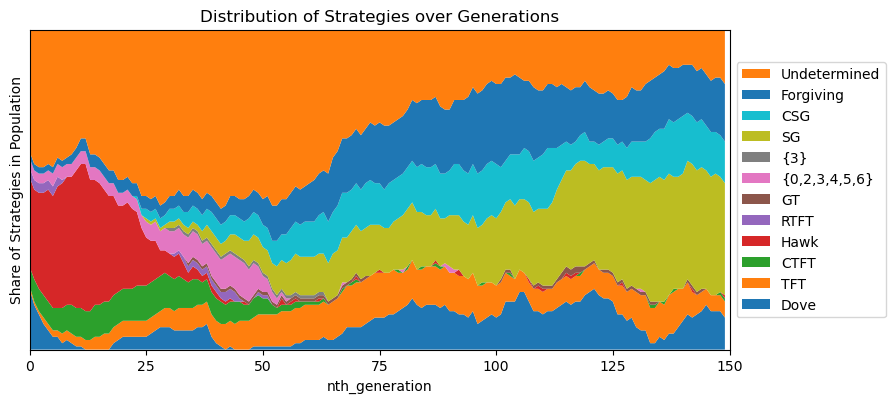 Distribution of Strategies over Generations
Share of Strategies in Population
0 25 50 75 100 125 150
nth_generation
Undetermined
Forgiving
CSG
SG
{3}
{0,2,3,4,5,6}
GT
RTFT
Hawk
CTFT
TFT
Dove